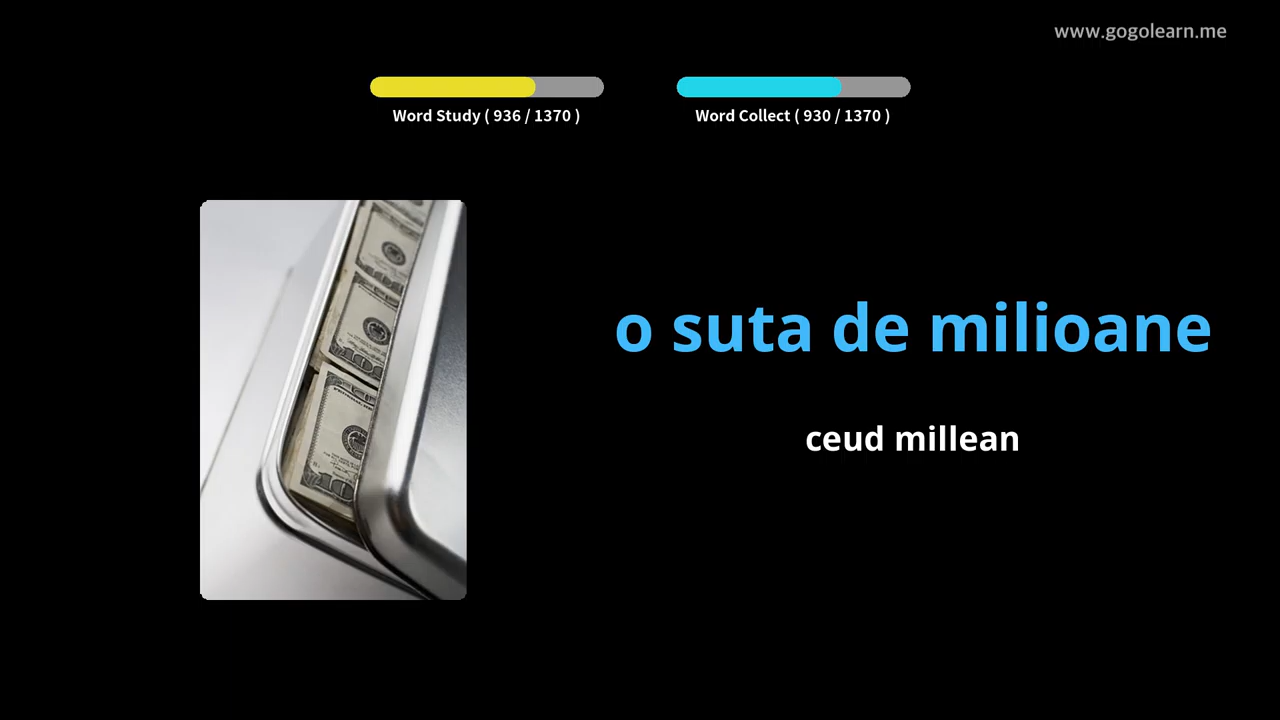 www.gogolearn.me
Word Study ( 936 / 1370 )
Word Collect ( 930 / 1370 )
o suta de milioane
ceud millean